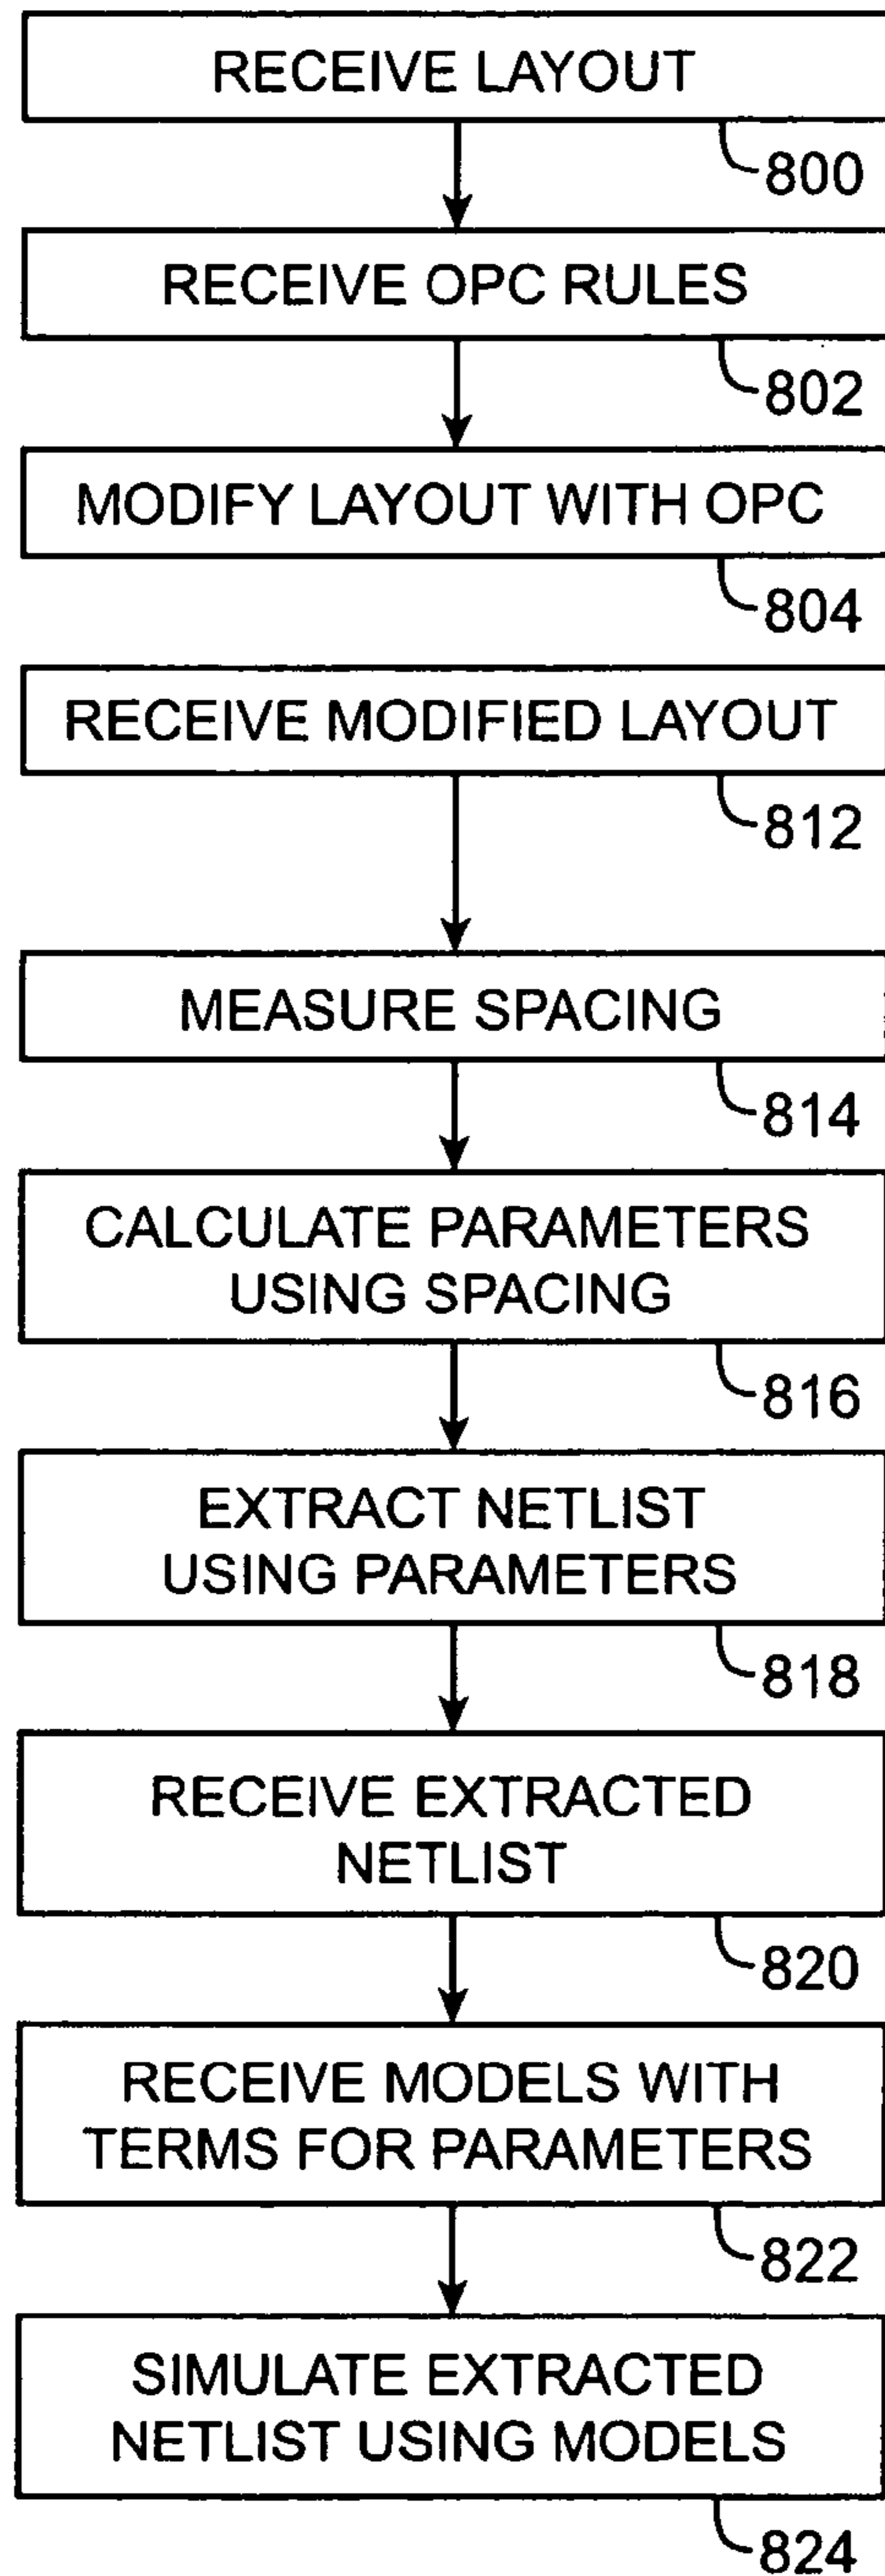 RECEIVE LAYOUT
800
RECEIVE OPC RULES
802
MODIFY LAYOUT WITH OPC
804
RECEIVE MODIFIED LAYOUT
812
MEASURE SPACING
814
CALCULATE PARAMETERS
USING SPACING
816
EXTRACT NETLIST
USING PARAMETERS
818
RECEIVE EXTRACTED
NETLIST
820
RECEIVE MODELS WITH
TERMS FOR PARAMETERS
822
SIMULATE EXTRACTED
NETLIST USING MODELS
824